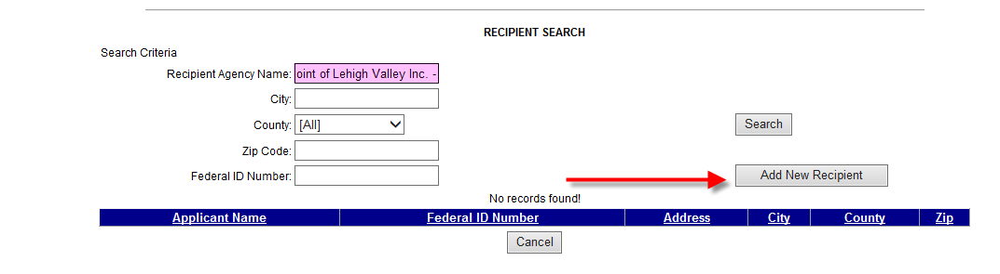 RECIPIENT SEARCH
Search Criteria
Recipient Agency Name: oint of Lehigh Valley Inc. -
City:
County: [All]
Search
Zip Code:
Federal ID Number:
Add New Recipient
No records found!
Applicant Name Federal ID Number Address City County Zip
Cancel